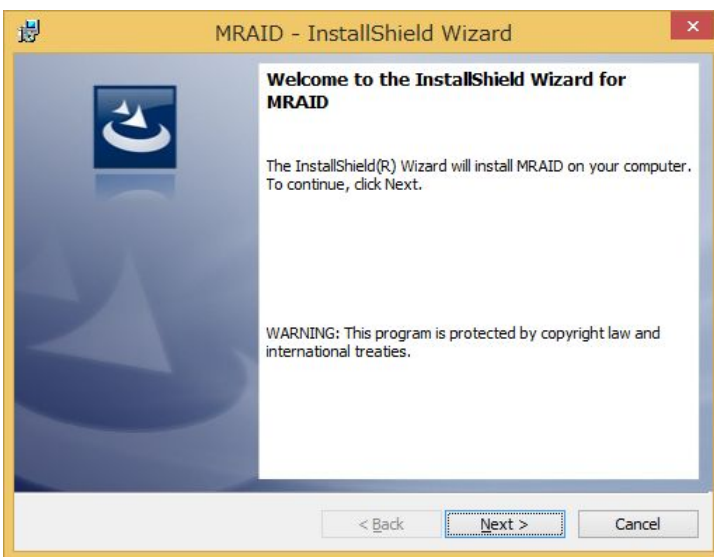 MRAID - InstallShield Wizard
Welcome to the InstallShield Wizard for
MRAID
The InstallShield(R) Wizard will install MRAID on your computer.
To continue, click Next.
WARNING: This program is protected by copyright law and
international treaties.
< Back Next > Cancel